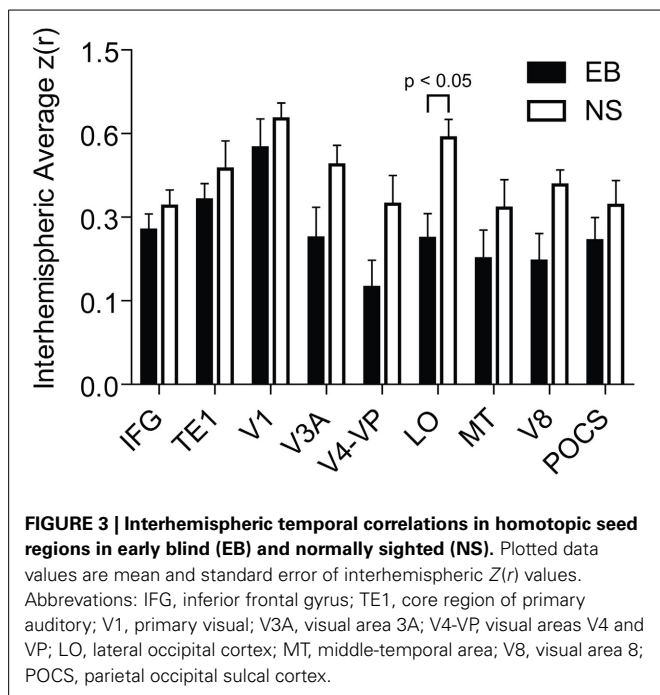 Interhemispheric Average z(r)
1.5
0.6
0.3
0.1
0.0
EB
NS
p < 0.05
IFG
TE1
V1
V3A
V4-VP
LO
MT
V8
POCS
FIGURE 3 | Interhemispheric temporal correlations in homotopic seed
regions in early blind (EB) and normally sighted (NS). Plotted data
values are mean and standard error of interhemispheric Z(r) values.
Abbrevations: IFG, inferior frontal gyrus; TE1, core region of primary
auditory; V1, primary visual; V3A, visual area 3A; V4-VP, visual areas V4 and
VP; LO, lateral occipital cortex; MT, middle-temporal area; V8, visual area 8;
POCS, parietal occipital sulcal cortex.